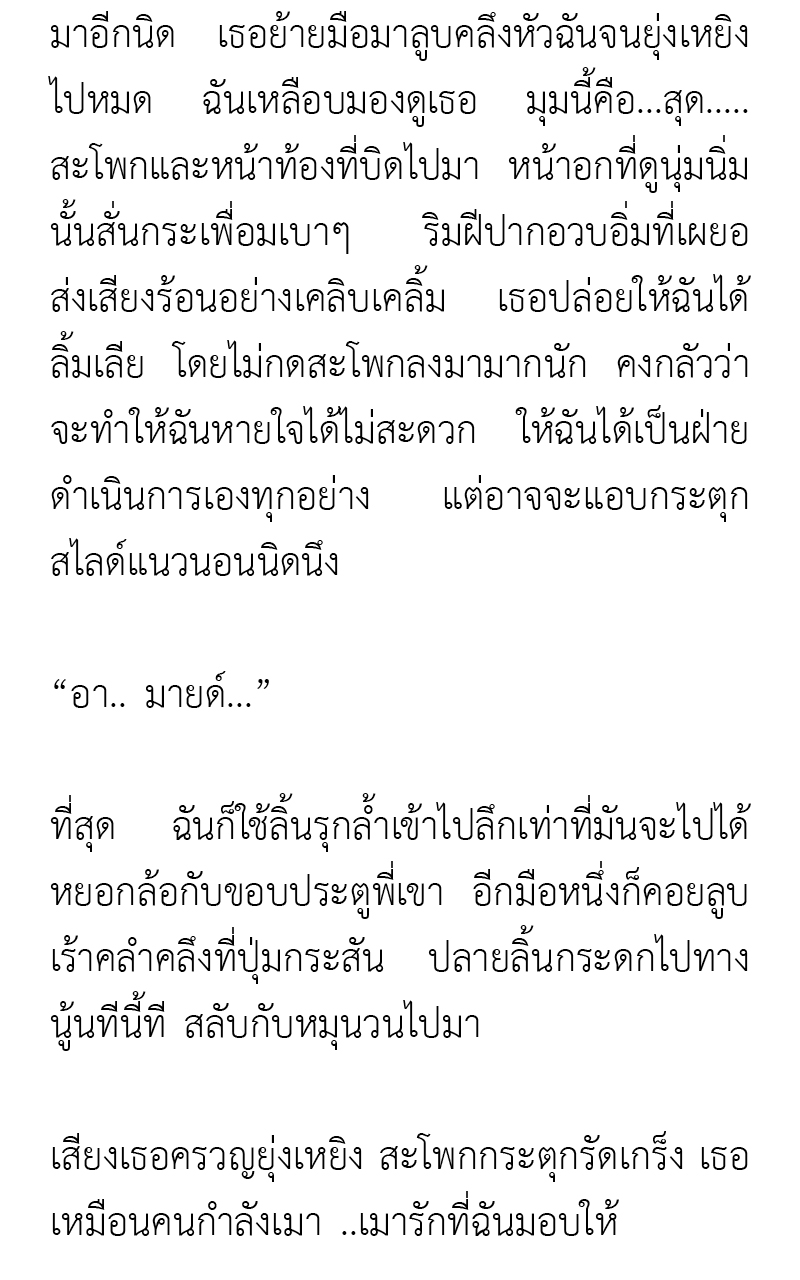 มาอีกนิด เธอย้ายมือมาลูบคลึงหัวฉันจนยุ่งเหยิง
ไปหมด ฉันเหลือบมองดูเธอ มุมนี้คือ...สุด.....
สะโพกและหน้าท้องที่บิดไปมา หน้าอกที่ดูนุ่มนิ่ม
นั้นสั่นกระเพื่อมเบาๆ ริมฝีปากอวบอิ่มที่เผยอ
ส่งเสียงร้อนอย่างเคลิบเคลิ้ม เธอปล่อยให้ฉันได้
ลิ้มเลีย โดยไม่กดสะโพกลงมามากนัก คงกลัวว่า
จะทำให้ฉันหายใจได้ไม่สะดวก ให้ฉันได้เป็นฝ่าย
ดำเนินการเองทุกอย่าง แต่อาจจะแอบกระตุก
สไลด์แนวนอนนิดนึง
“อา.. มายด์...”
ที่สุด ฉันก็ใช้ลิ้นรุกล้ำเข้าไปลึกเท่าที่มันจะไปได้
หยอกล้อกับขอบประตูพี่เขา อีกมือหนึ่งก็คอยลูบ
เร้าคลำคลึงที่ปุ่มกระสัน ปลายลิ้นกระดกไปทาง
นู้นทีนี้ที สลับกับหมุนวนไปมา
เสียงเธอครวญยุ่งเหยิง สะโพกกระตุกรัดเกร็ง เธอ
เหมือนคนกำลังเมา ..เมารักที่ฉันมอบให้